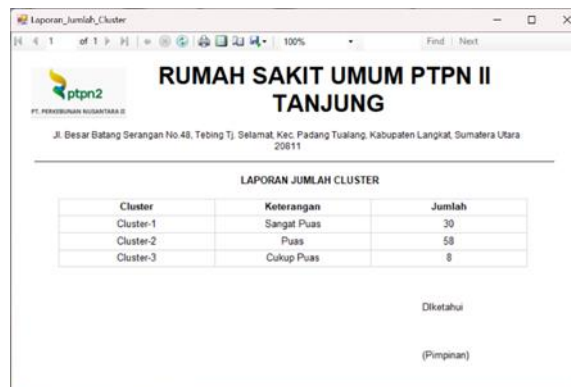 Laporan_Jumlah_Cluster
1 of 1 100% Find | Next
RUMAH SAKIT UMUM PTPN II
TANJUNG
ptpn2
PT. PERKEBUNAN NUSANTARA II
Jl. Besar Batang Serangan No.48, Tebing Tj. Selamat, Kec. Padang Tualang, Kabupaten Langkat, Sumatera Utara
20811
LAPORAN JUMLAH CLUSTER
Cluster Keterangan Jumlah
Cluster-1 Sangat Puas 30
Cluster-2 Puas 58
Cluster-3 Cukup Puas 8
DIketahui
(Pimpinan)